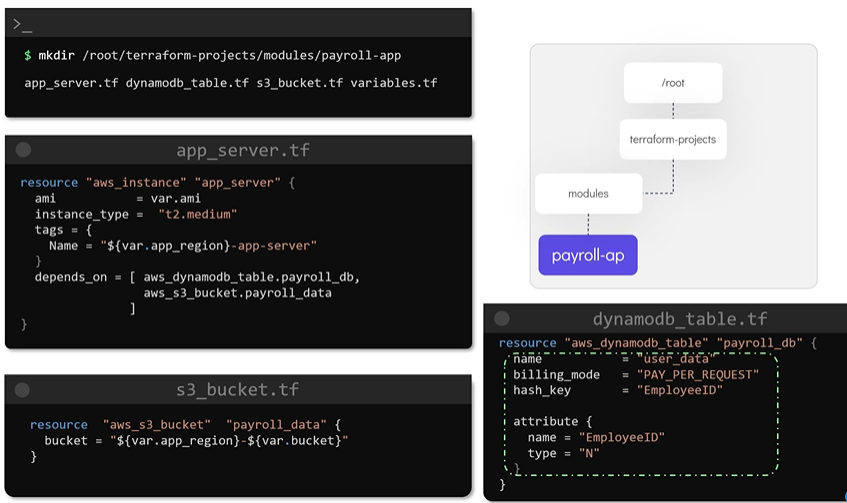 >_
$ mkdir /root/terraform-projects/modules/payroll-app
app_server.tf dynamodb_table.tf s3_bucket.tf variables.tf
app_server.tf
resource "aws_instance" "app_server" {
ami = var.ami
instance_type = "t2.medium"
tags = {
Name = "${var.app_region}-app-server"
}
depends_on = [ aws_dynamodb_table.payroll_db,
aws_s3_bucket.payroll_data
]
}
s3_bucket.tf
resource "aws_s3_bucket" "payroll_data" {
bucket = "${var.app_region}-${var.bucket}"
}
/root
terraform-projects
modules
payroll-ap
dynamodb_table.tf
resource "aws_dynamodb_table" "payroll_db" {
name = "user_data"
billing_mode = "PAY_PER_REQUEST"
hash_key = "EmployeeID"
attribute {
name = "EmployeeID"
type = "N"
}
}